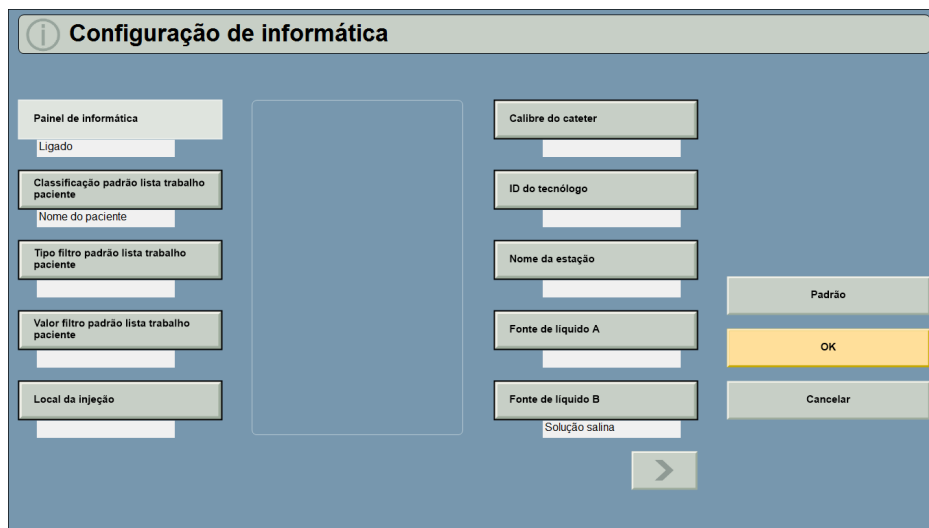 Configuração de informática
Painel de informática
Ligado
Classificação padrão lista trabalho
paciente
Nome do paciente
Tipo filtro padrão lista trabalho
paciente
Valor filtro padrão lista trabalho
paciente
Local da injeção
Calibre do cateter
ID do tecnólogo
Nome da estação
Fonte de líquido A
Fonte de líquido B
Solução salina
Padrão
OK
Cancelar